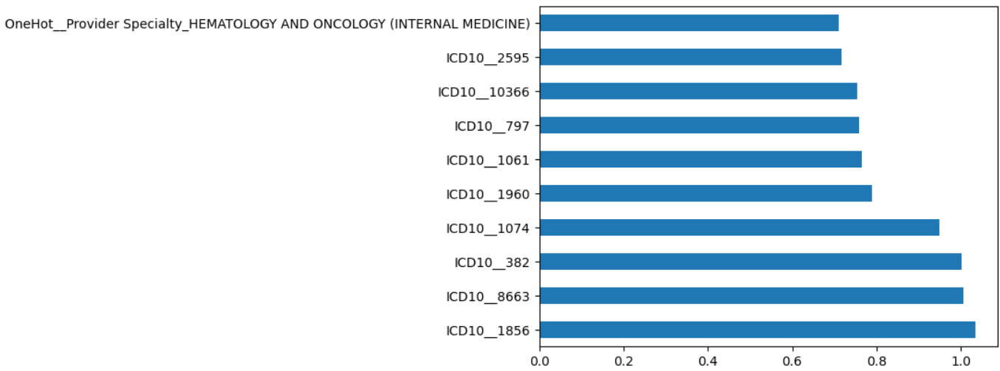 OneHot__Provider Specialty_HEMATOLOGY AND ONCOLOGY (INTERNAL MEDICINE)
ICD10__2595
ICD10__10366
ICD10__797
ICD10__1061
ICD10__1960
ICD10__1074
ICD10__382
ICD10__8663
ICD10__1856
0.0 0.2 0.4 0.6 0.8 1.0